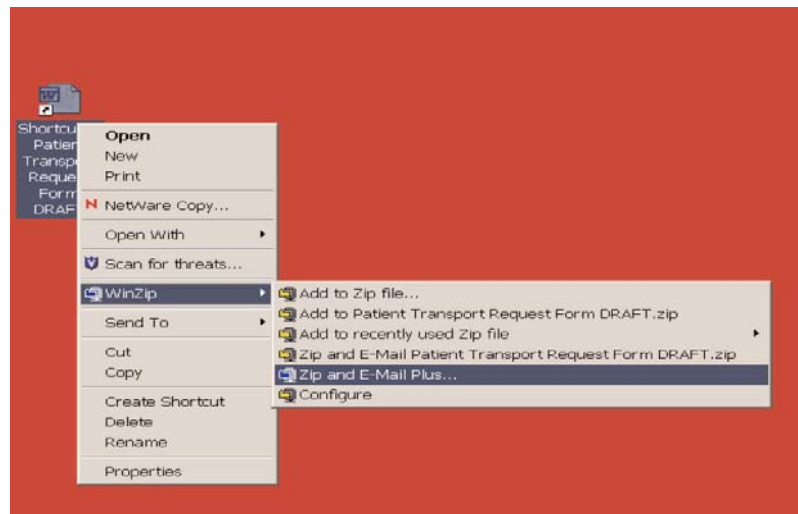 Shortcu
Patien
Transp
Reque
Form
DRAF
Open
New
Print
NetWare Copy...
Open With
Scan for threats...
WinZip
Send To
Cut
Copy
Create Shortcut
Delete
Rename
Properties
Add to Zip file...
Add to Patient Transport Request Form DRAFT.zip
Add to recently used Zip file
Zip and E-Mail Patient Transport Request Form DRAFT.zip
Zip and E-Mail Plus...
Configure